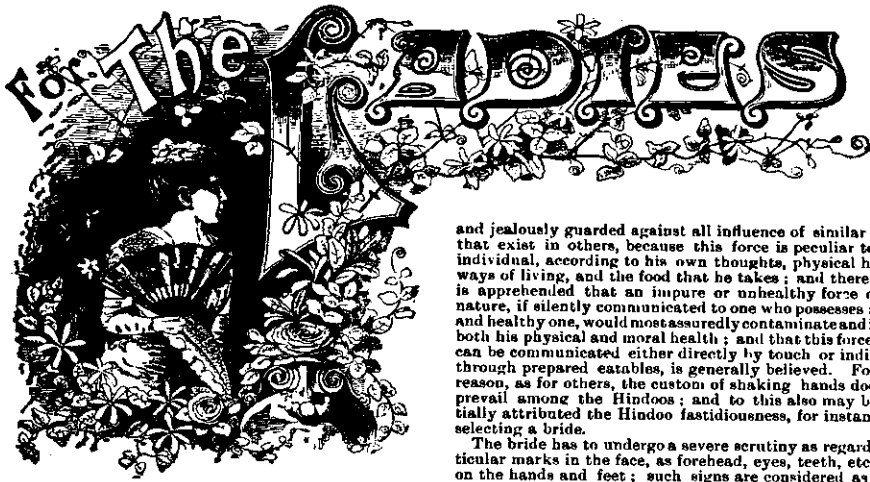 For The LADIES
and jealously guarded against all influence of similar
that exist in others, because this force is peculiar to
individual, according to his own thoughts, physical h
ways of living, and the food that he takes ; and there
is apprehended that an impure or unhealthy force o
nature, if silently communicated to one who possesses
and healthy one, would most assuredly contaminate and i
both his physical and moral health ; and that this force
can be communicated either directly by touch or indi
through prepared eatables, is generally believed. Fo
reason, as for others, the custom of shaking hands do
prevail among the Hindoos ; and to this also may b
tially attributed the Hindoo fastidiousness, for instan
selecting a bride.
The bride has to undergo a severe scrutiny as regard
ticular marks in the face, as forehead, eyes, teeth, etc
on the hands and feet ; such signs are considered as